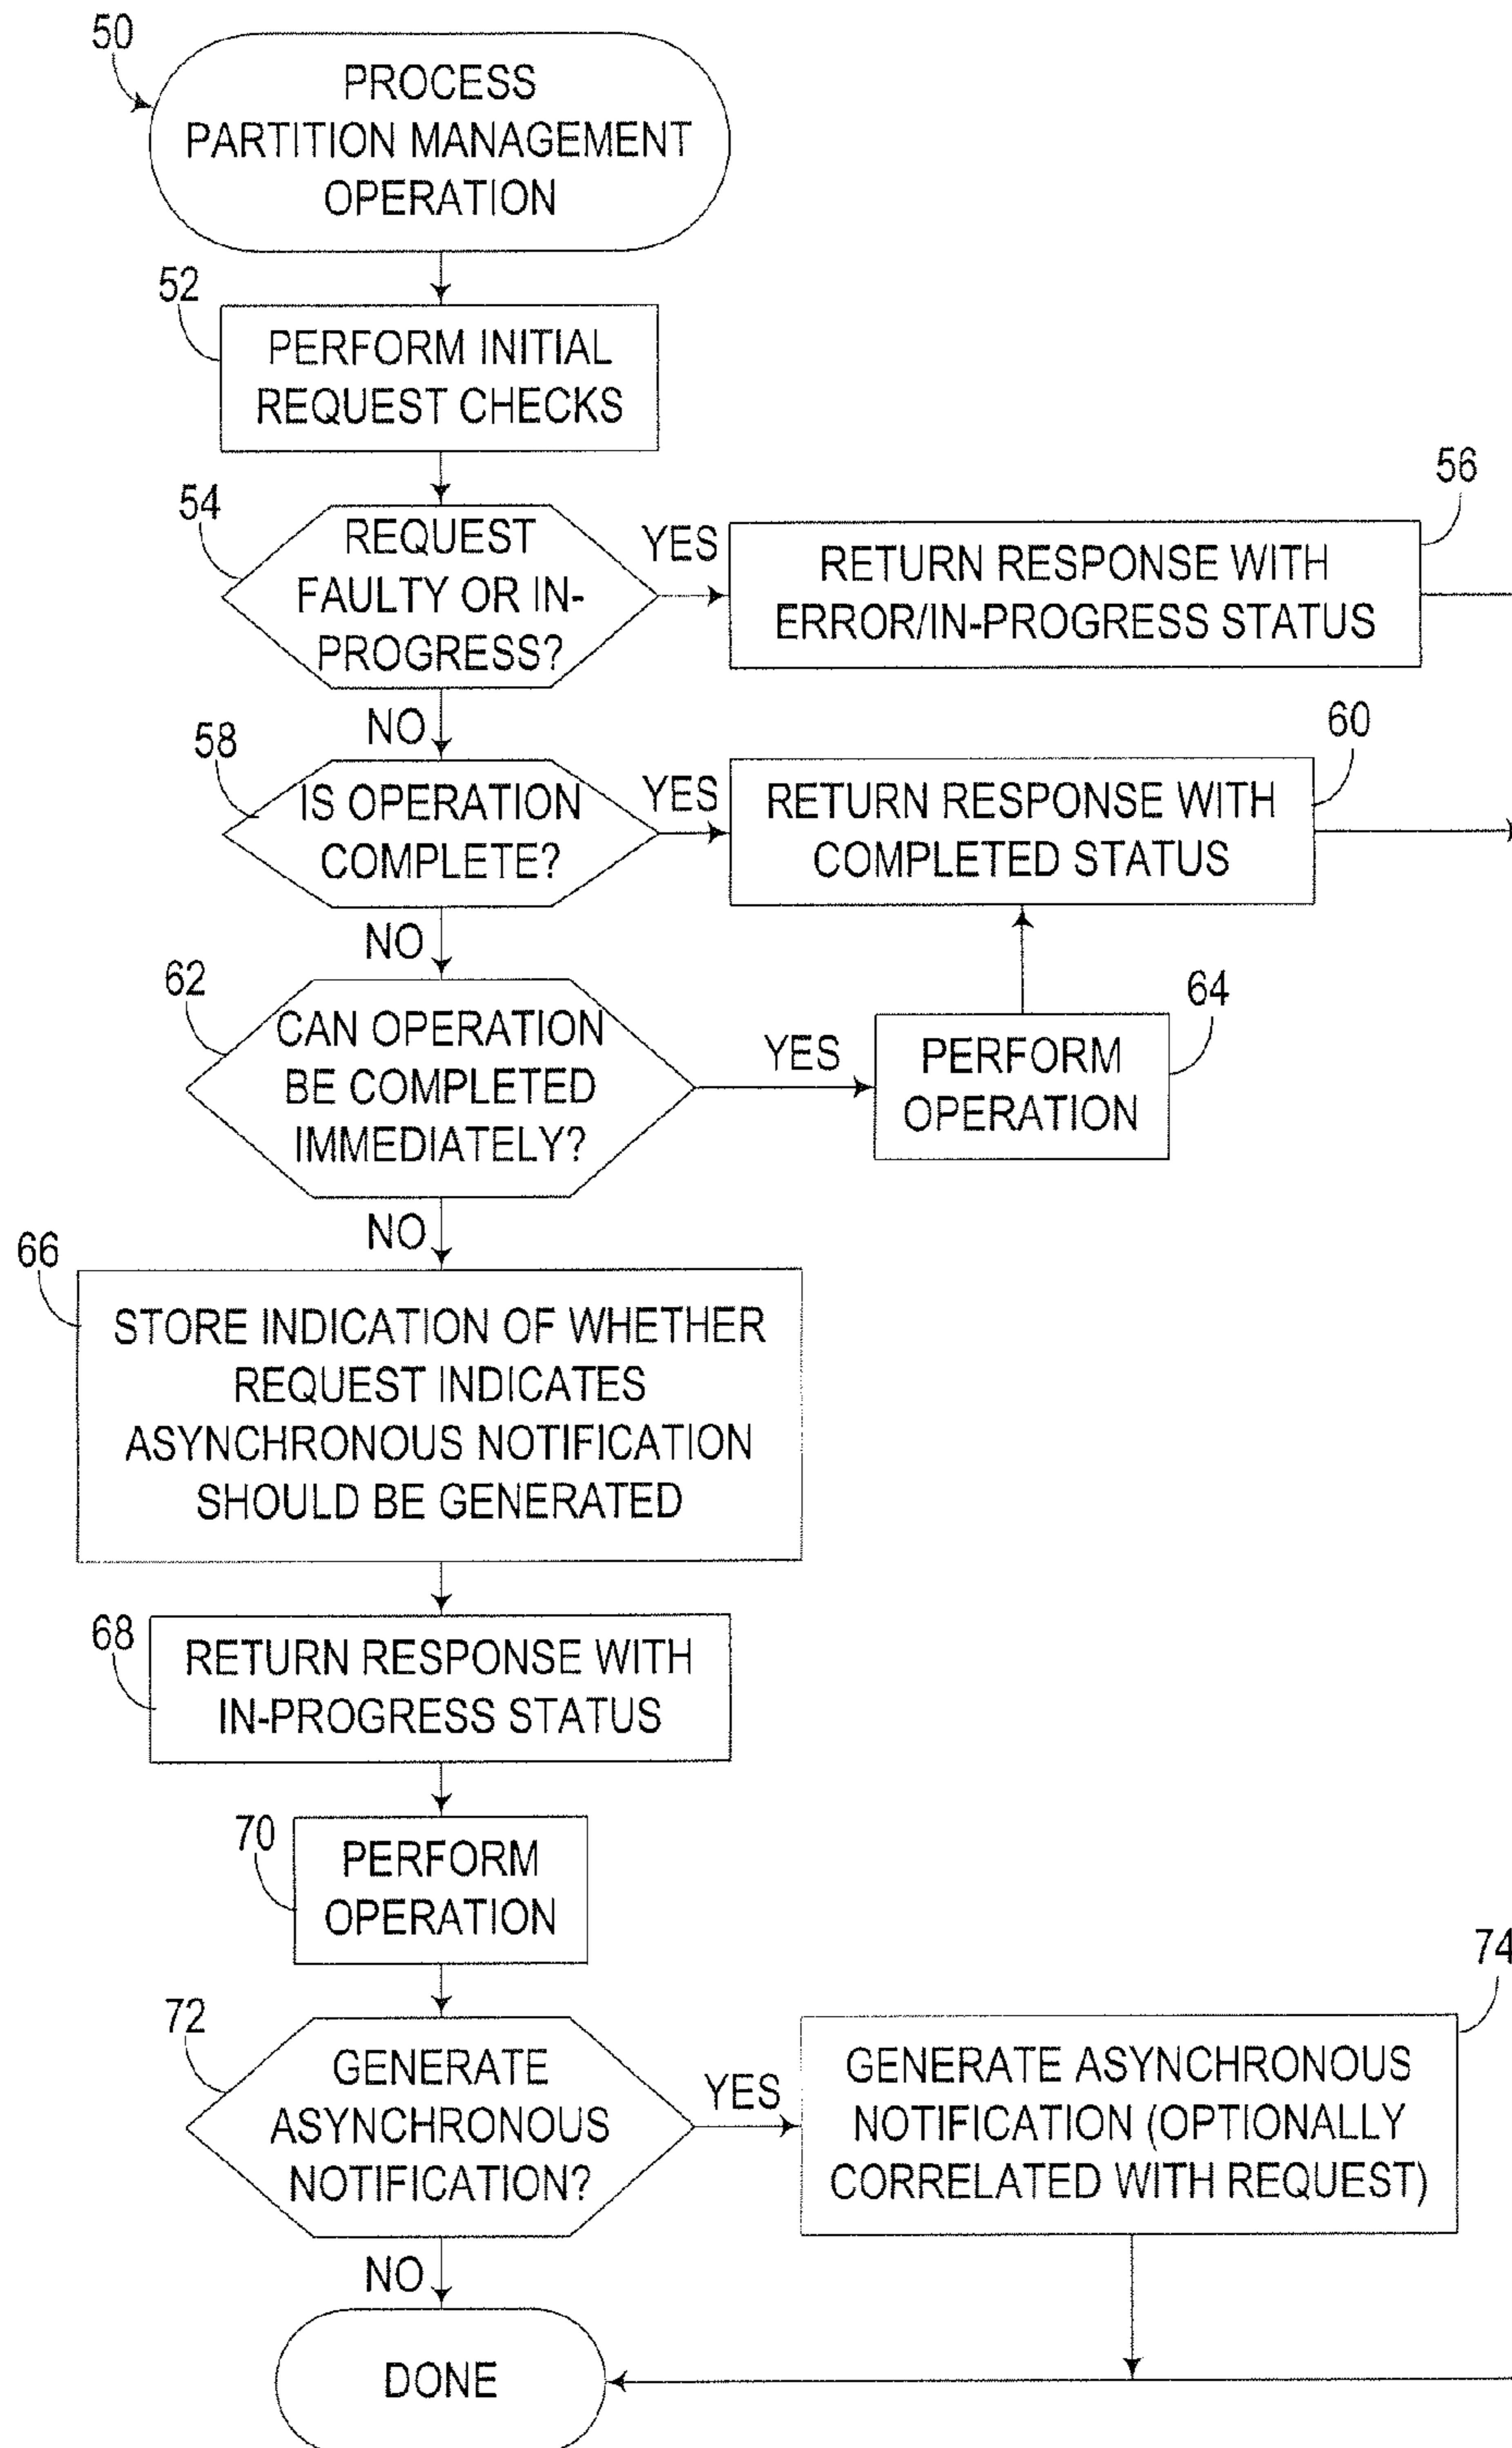 50
PROCESS
PARTITION MANAGEMENT
OPERATION
52
PERFORM INITIAL
REQUEST CHECKS
54
REQUEST
FAULTY OR IN-
PROGRESS?
YES
56
RETURN RESPONSE WITH
ERROR/IN-PROGRESS STATUS
NO
58
IS OPERATION
COMPLETE?
YES
60
RETURN RESPONSE WITH
COMPLETED STATUS
NO
62
CAN OPERATION
BE COMPLETED
IMMEDIATELY?
YES
64
PERFORM
OPERATION
NO
66
STORE INDICATION OF WHETHER
REQUEST INDICATES
ASYNCHRONOUS NOTIFICATION
SHOULD BE GENERATED
68
RETURN RESPONSE WITH
IN-PROGRESS STATUS
70
PERFORM
OPERATION
72
GENERATE
ASYNCHRONOUS
NOTIFICATION?
YES
74
GENERATE ASYNCHRONOUS
NOTIFICATION (OPTIONALLY
CORRELATED WITH REQUEST)
NO
DONE